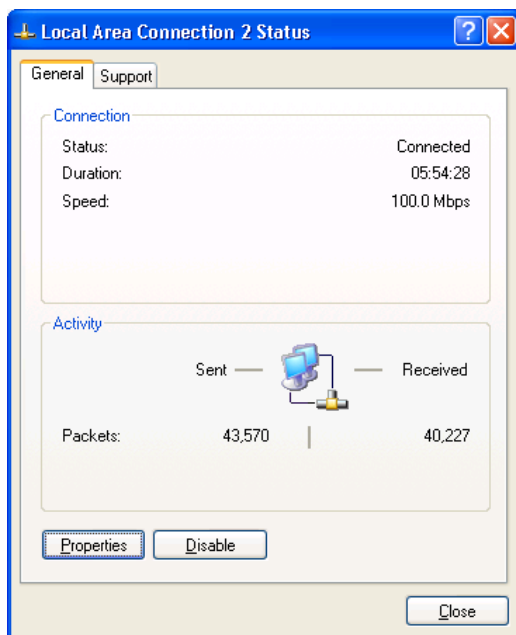 Local Area Connection 2 Status
General Support
Connection
Status: Connected
Duration: 05:54:28
Speed: 100.0 Mbps
Activity
Sent Received
Packets: 43,570 40,227
Properties Disable
Close